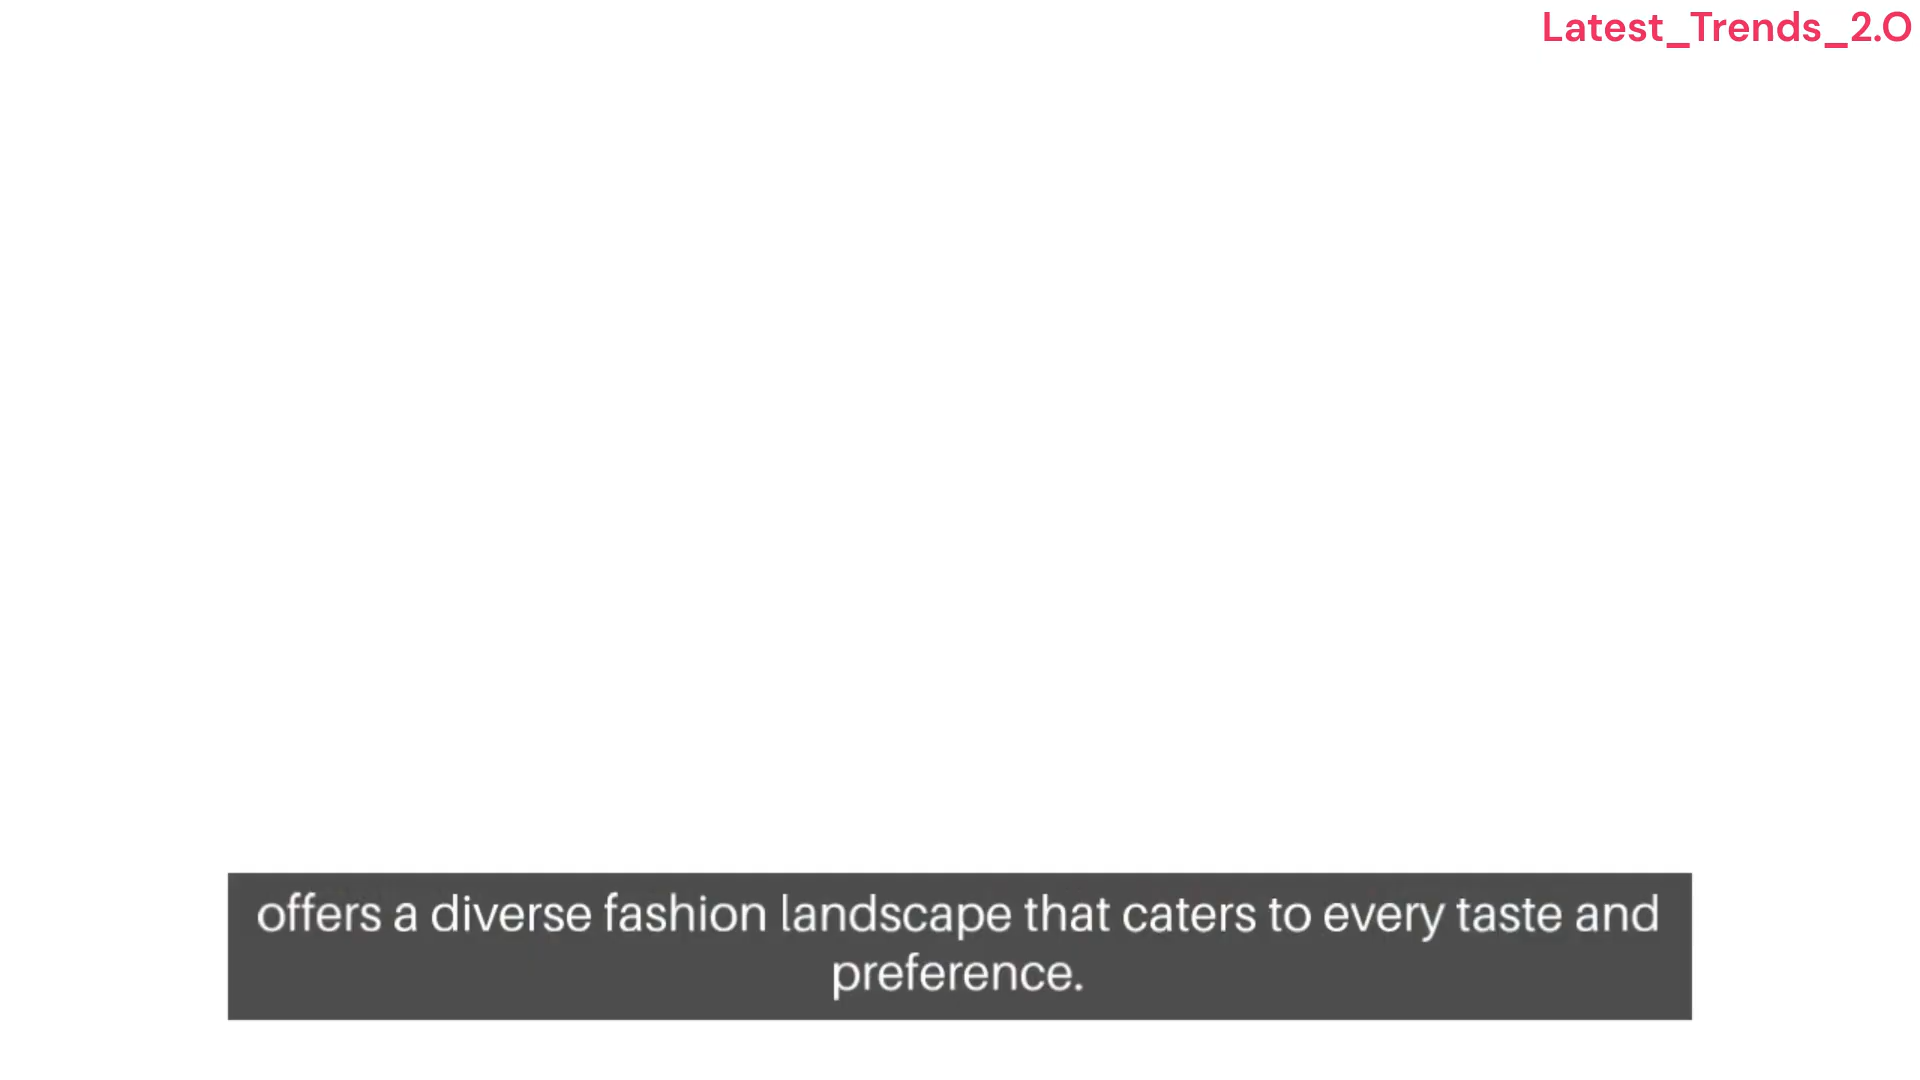 Latest_Trends_2.O
offers a diverse fashion landscape that caters to every taste and
preference.